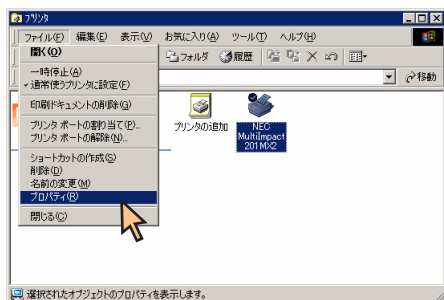 プリンタ
ファイル(F) 編集(E) 表示(V) お気に入り(A) ツール(T) ヘルプ(H)
開く(O)
フォルダ 履歴
一時停止(A)
通常使うプリンタに設定(F)
移動
印刷ドキュメントの削除(G)
プリンタ ポートの割り当て(P)...
プリンタ ポートの解除(N)...
プリンタの追加
NEC
MultiImpact
201MX2
ショートカットの作成(S)
削除(D)
名前の変更(M)
プロパティ(R)
閉じる(C)
選択されたオブジェクトのプロパティを表示します。